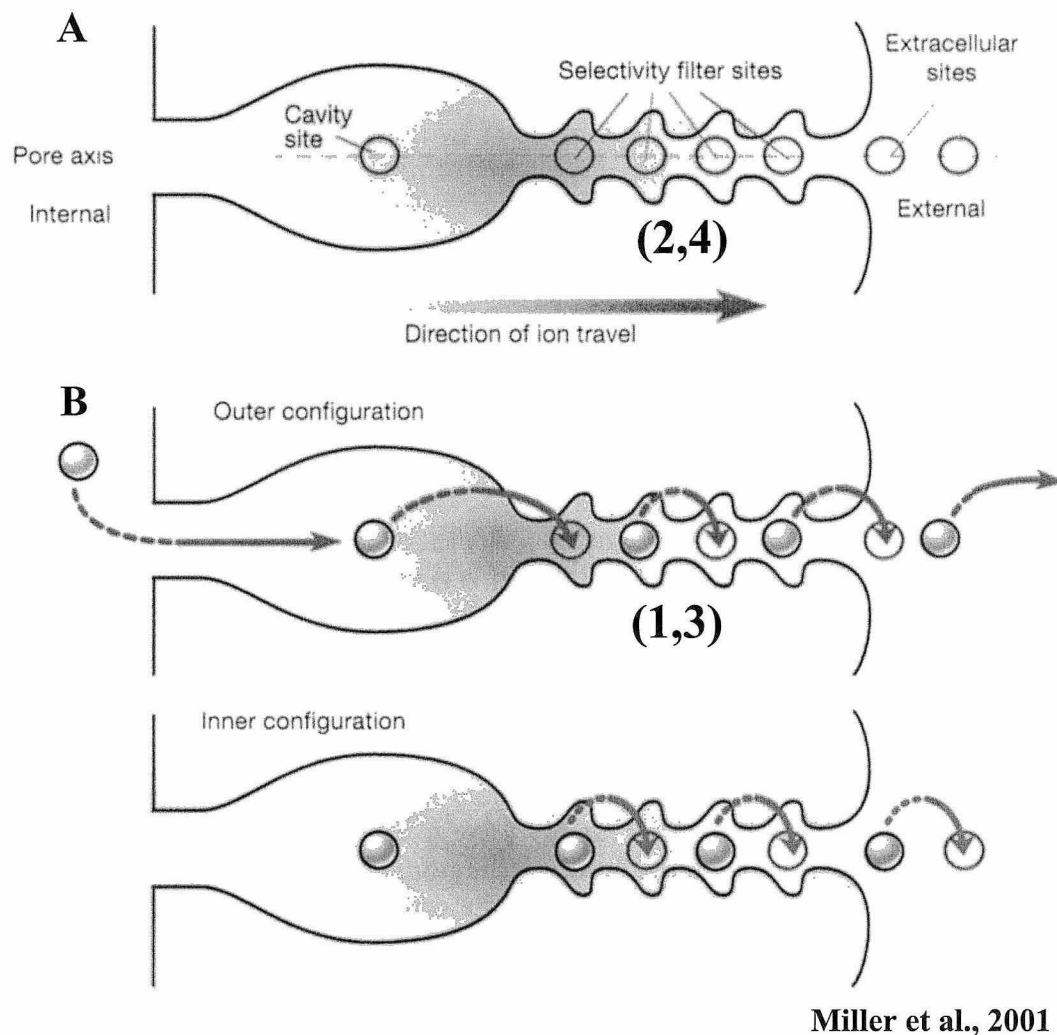 A
Extracellular
sites
Selectivity filter sites
Cavity
site
Pore axis
Internal
External
(2,4)
Direction of ion travel
B
Outer configuration
(1,3)
Inner configuration
Miller et al., 2001